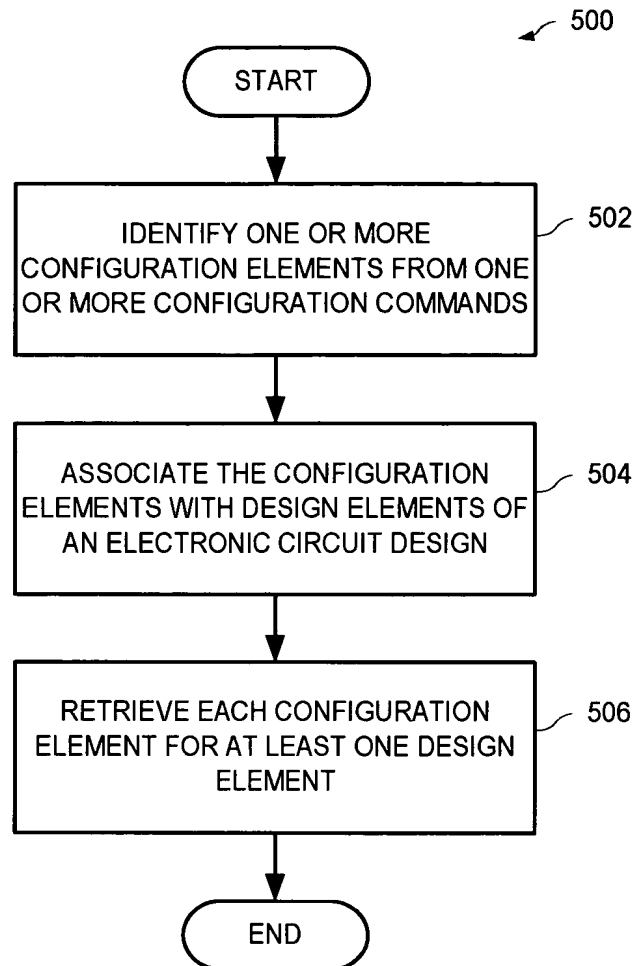 500
START
IDENTIFY ONE OR MORE
CONFIGURATION ELEMENTS FROM ONE
OR MORE CONFIGURATION COMMANDS
502
ASSOCIATE THE CONFIGURATION
ELEMENTS WITH DESIGN ELEMENTS OF
AN ELECTRONIC CIRCUIT DESIGN
504
RETRIEVE EACH CONFIGURATION
ELEMENT FOR AT LEAST ONE DESIGN
ELEMENT
506
END